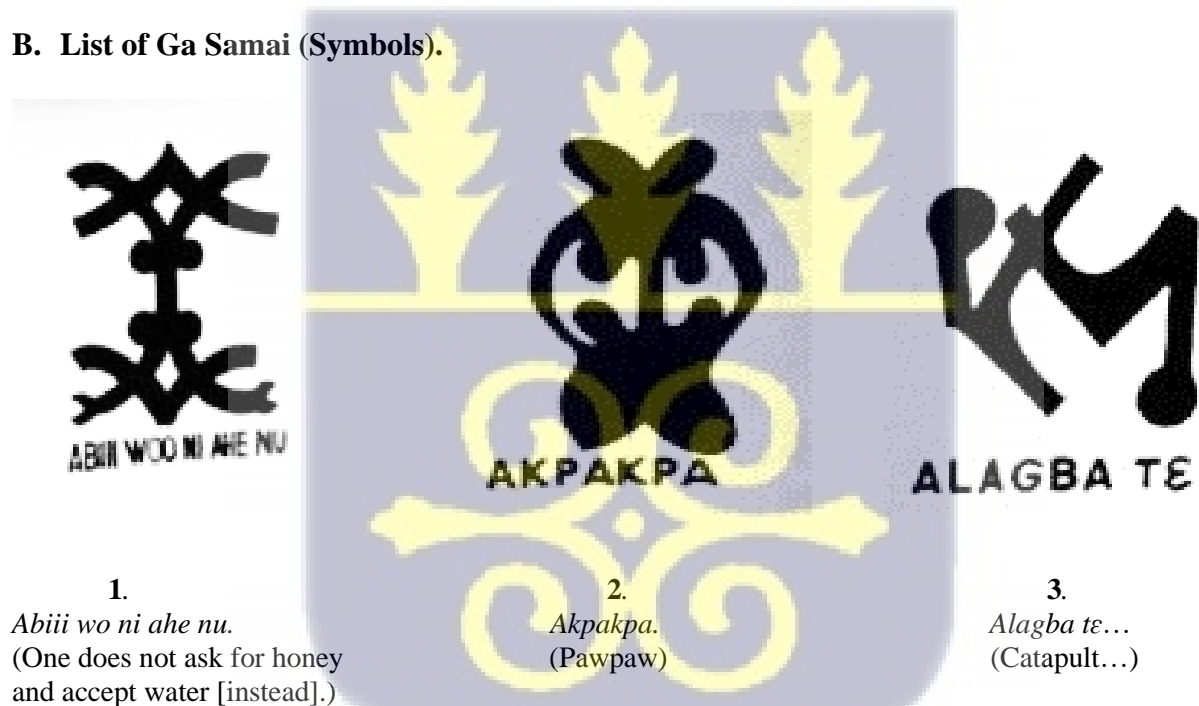 B. List of Ga Samai (Symbols).
ABIII WOO NI AHE NU
AKPAKPA
ALAGBA TƐ
1.
Abiii wo ni ahe nu.
(One does not ask for honey
and accept water [instead].)
2.
Akpakpa.
(Pawpaw)
3.
Alagba tɛ…
(Catapult…)